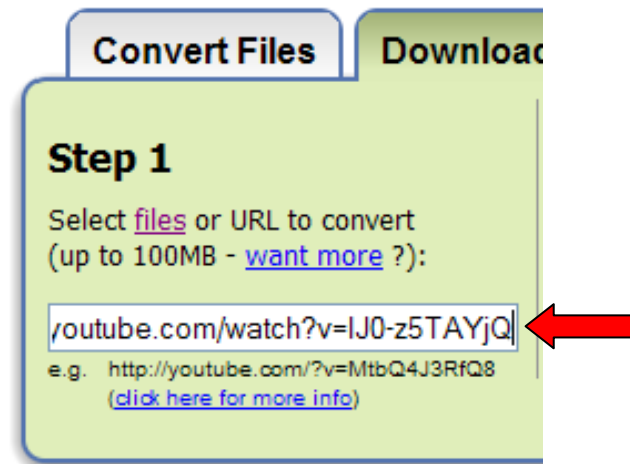 Convert Files Download
Step 1
Select files or URL to convert
(up to 100MB - want more ?):
youtube.com/watch?v=IJ0-z5TAYjQ
e.g. http://youtube.com/?v=MtbQ4J3RfQ8
(click here for more info)